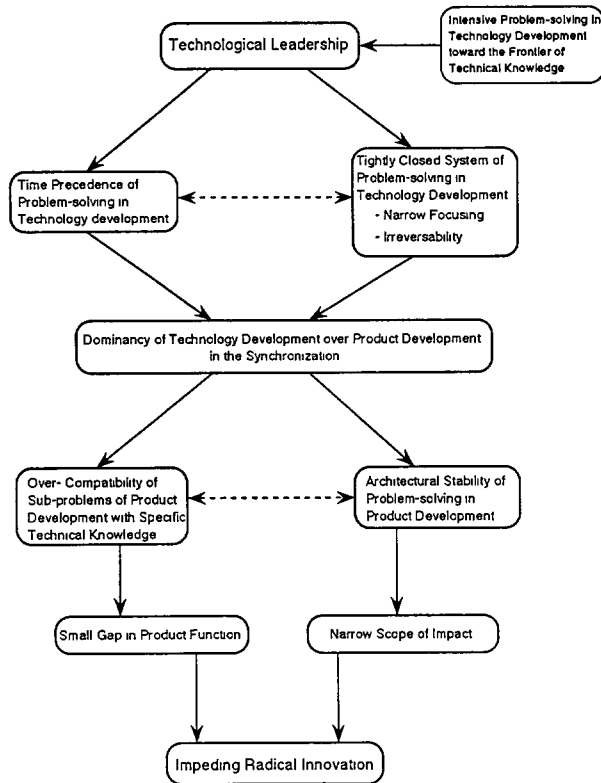 Technological Leadership
Intensive Problem-solving in
Technology Development
toward the Frontier of
Technical Knowledge
Time Precedence of
Problem-solving in
Technology development
Tightly Closed System of
Problem-solving in
Technology Development
- Narrow Focusing
- Irreversability
Dominancy of Technology Development over Product Development
in the Synchronization
Over- Compatibility of
Sub-problems of Product
Development with Specific
Technical Knowledge
Architectural Stability of
Problem-solving in
Product Development
Small Gap in Product Function
Narrow Scope of Impact
Impeding Radical Innovation